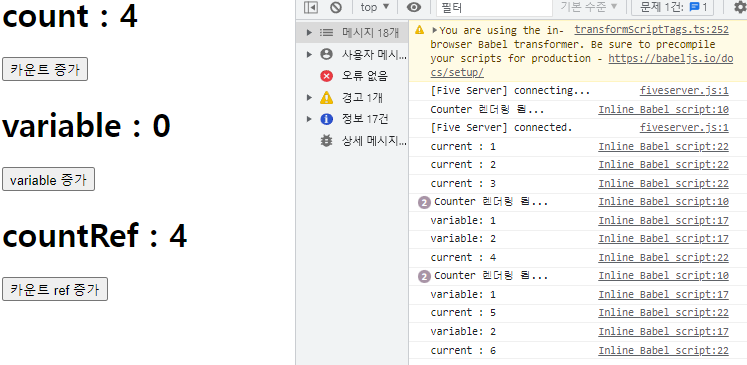 count : 4
카운트 증가
variable : 0
variable 증가
countRef : 4
카운트 ref 증가
top
필터
기본 수준
문제 1건: 1
메시지 18개
사용자 메시...
오류 없음
경고 1개
정보 17건
상세 메시지...
You are using the in- transformScriptTags.ts:252
browser Babel transformer. Be sure to precompile
your scripts for production - https://babeljs.io/do
cs/setup/
[Five Server] connecting... fiveserver.js:1
Counter 렌더링 됨... Inline Babel script:10
[Five Server] connected. fiveserver.js:1
current : 1 Inline Babel script:22
current : 2 Inline Babel script:22
current : 3 Inline Babel script:22
2 Counter 렌더링 됨... Inline Babel script:10
variable: 1 Inline Babel script:17
variable: 2 Inline Babel script:17
current : 4 Inline Babel script:22
2 Counter 렌더링 됨... Inline Babel script:10
variable: 1 Inline Babel script:17
current : 5 Inline Babel script:22
variable: 2 Inline Babel script:17
current : 6 Inline Babel script:22